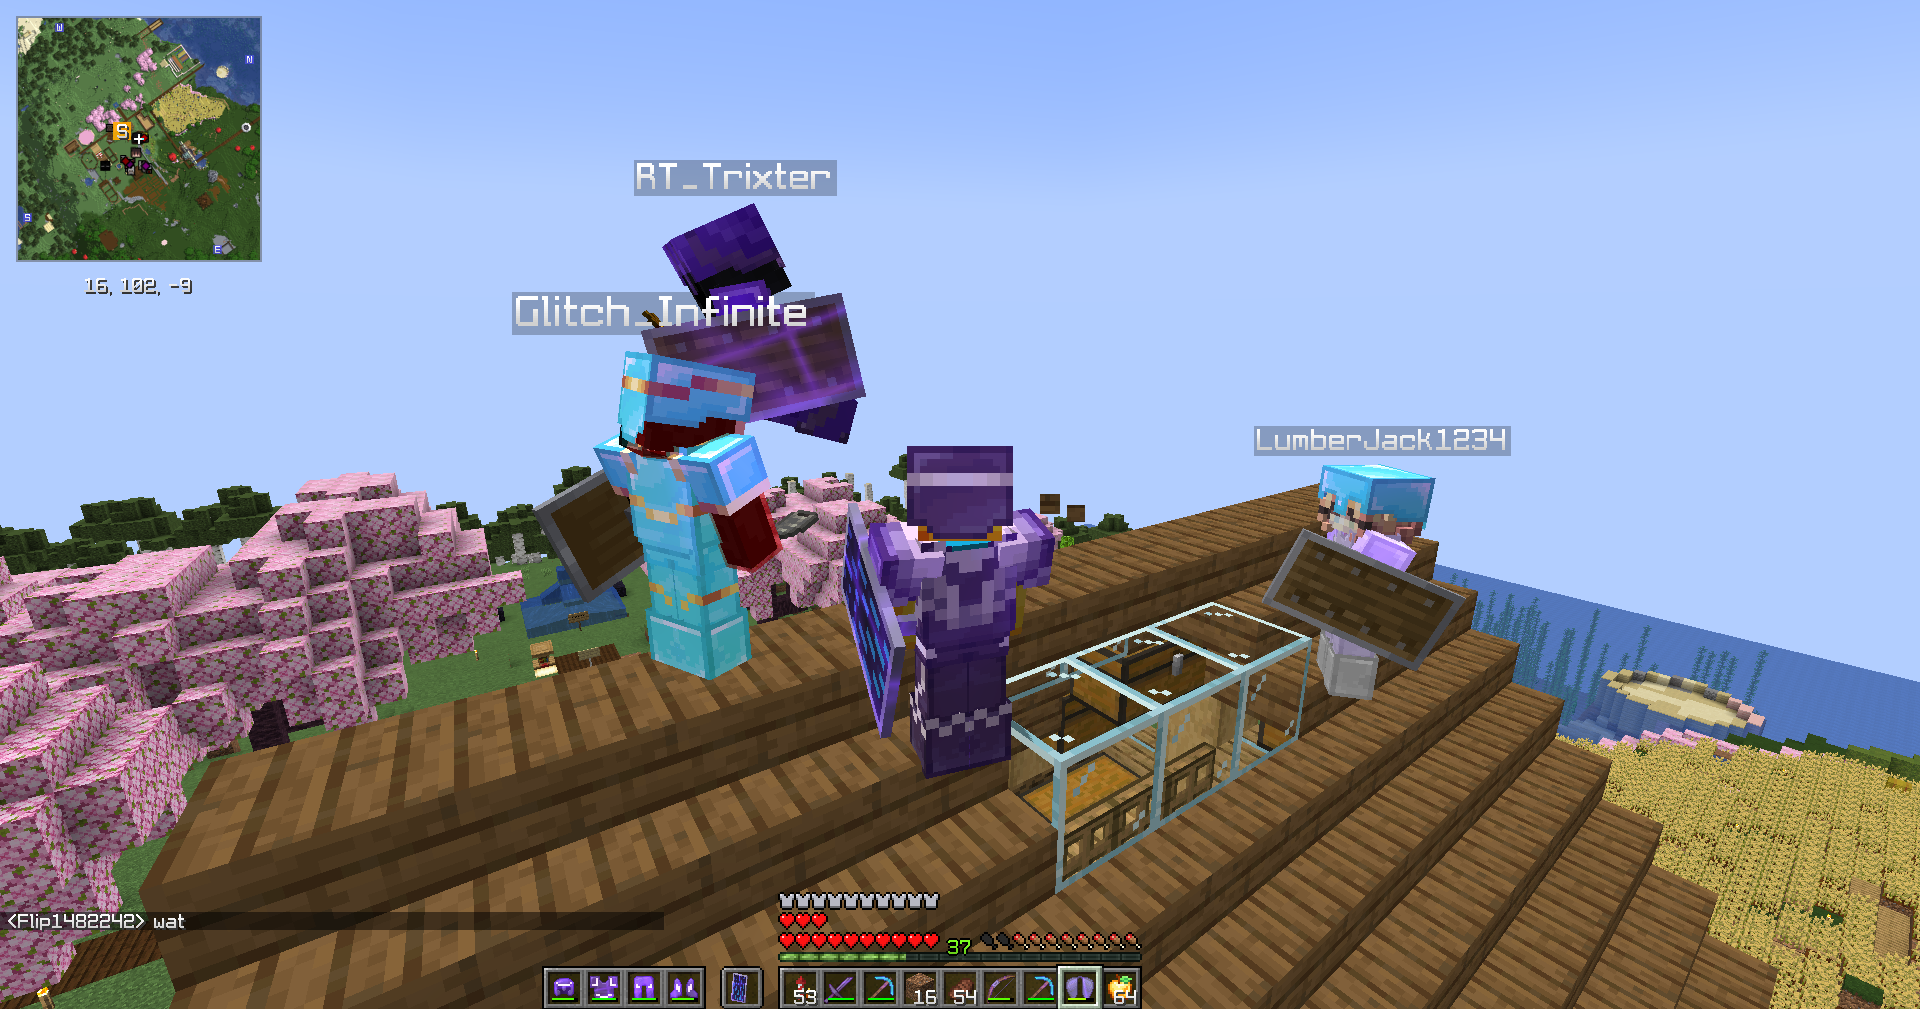 W
N
S
S
E
16, 102, -9
RT_Trixter
Glitch_Infinite
LumberJack1234
<Flip1482242> wat
37
53
16
54
64